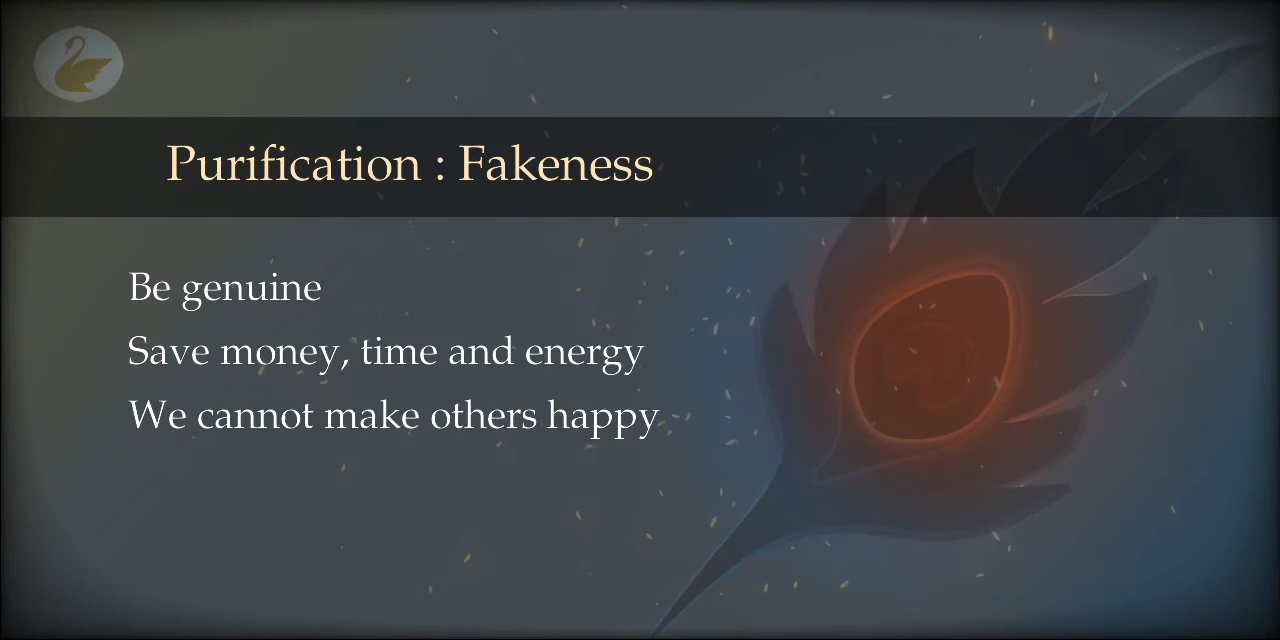 Purification : Fakeness
Be genuine
Save money, time and energy
We cannot make others happy